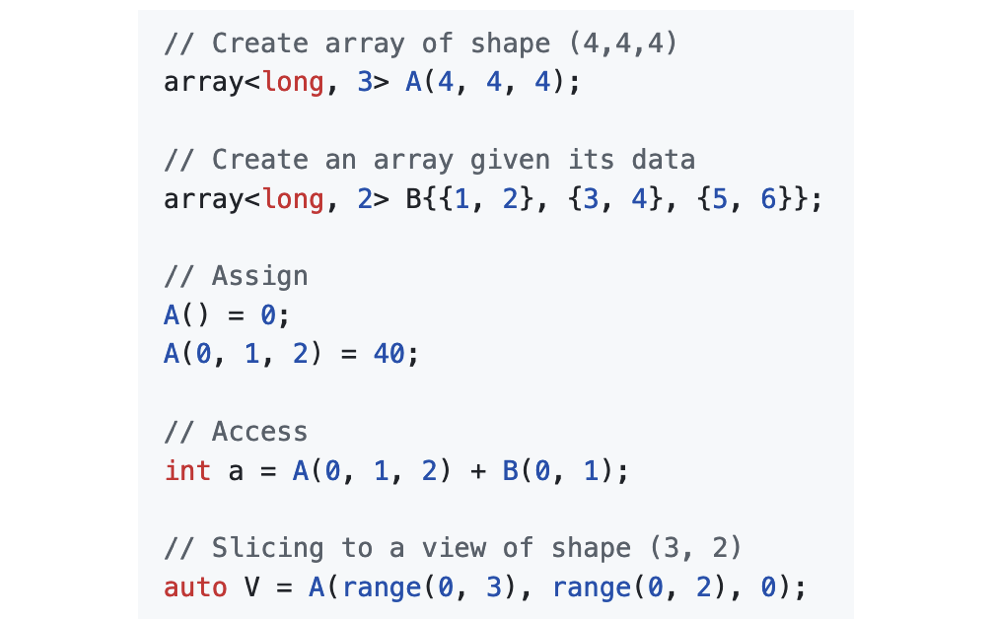 // Create array of shape (4,4,4)
array<long, 3> A(4, 4, 4);
// Create an array given its data
array<long, 2> B{{1, 2}, {3, 4}, {5, 6}};
// Assign
A() = 0;
A(0, 1, 2) = 40;
// Access
int a = A(0, 1, 2) + B(0, 1);
// Slicing to a view of shape (3, 2)
auto V = A(range(0, 3), range(0, 2), 0);